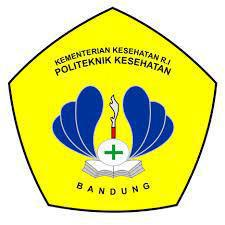 KEMENTERIAN KESEHATAN R.I
POLITEKNIK KESEHATAN
BANDUNG